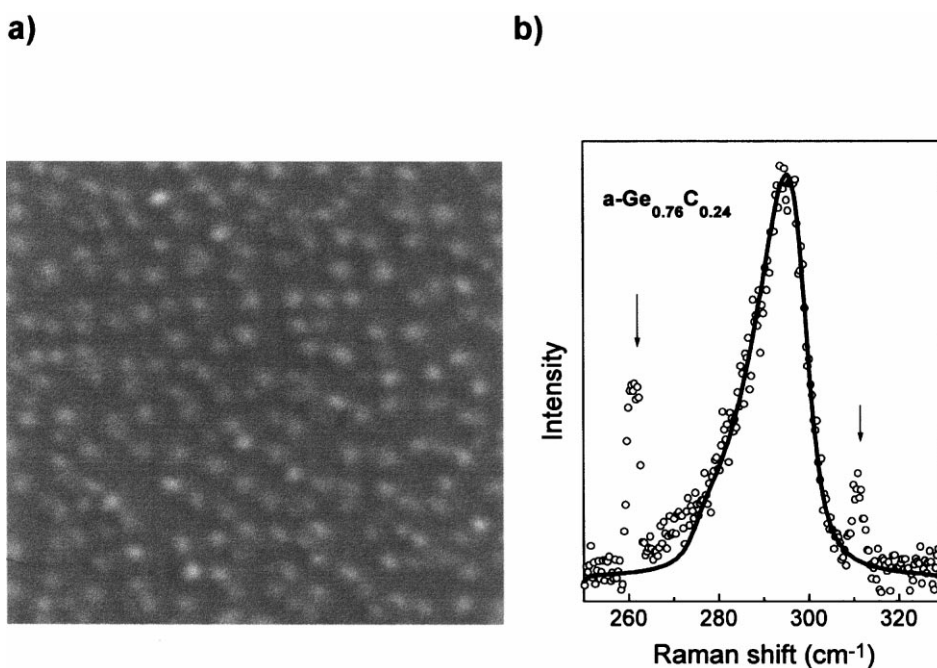 a)
b)
a-Ge0.76C0.24
Intensity
260 280 300 320
Raman shift (cm-1)